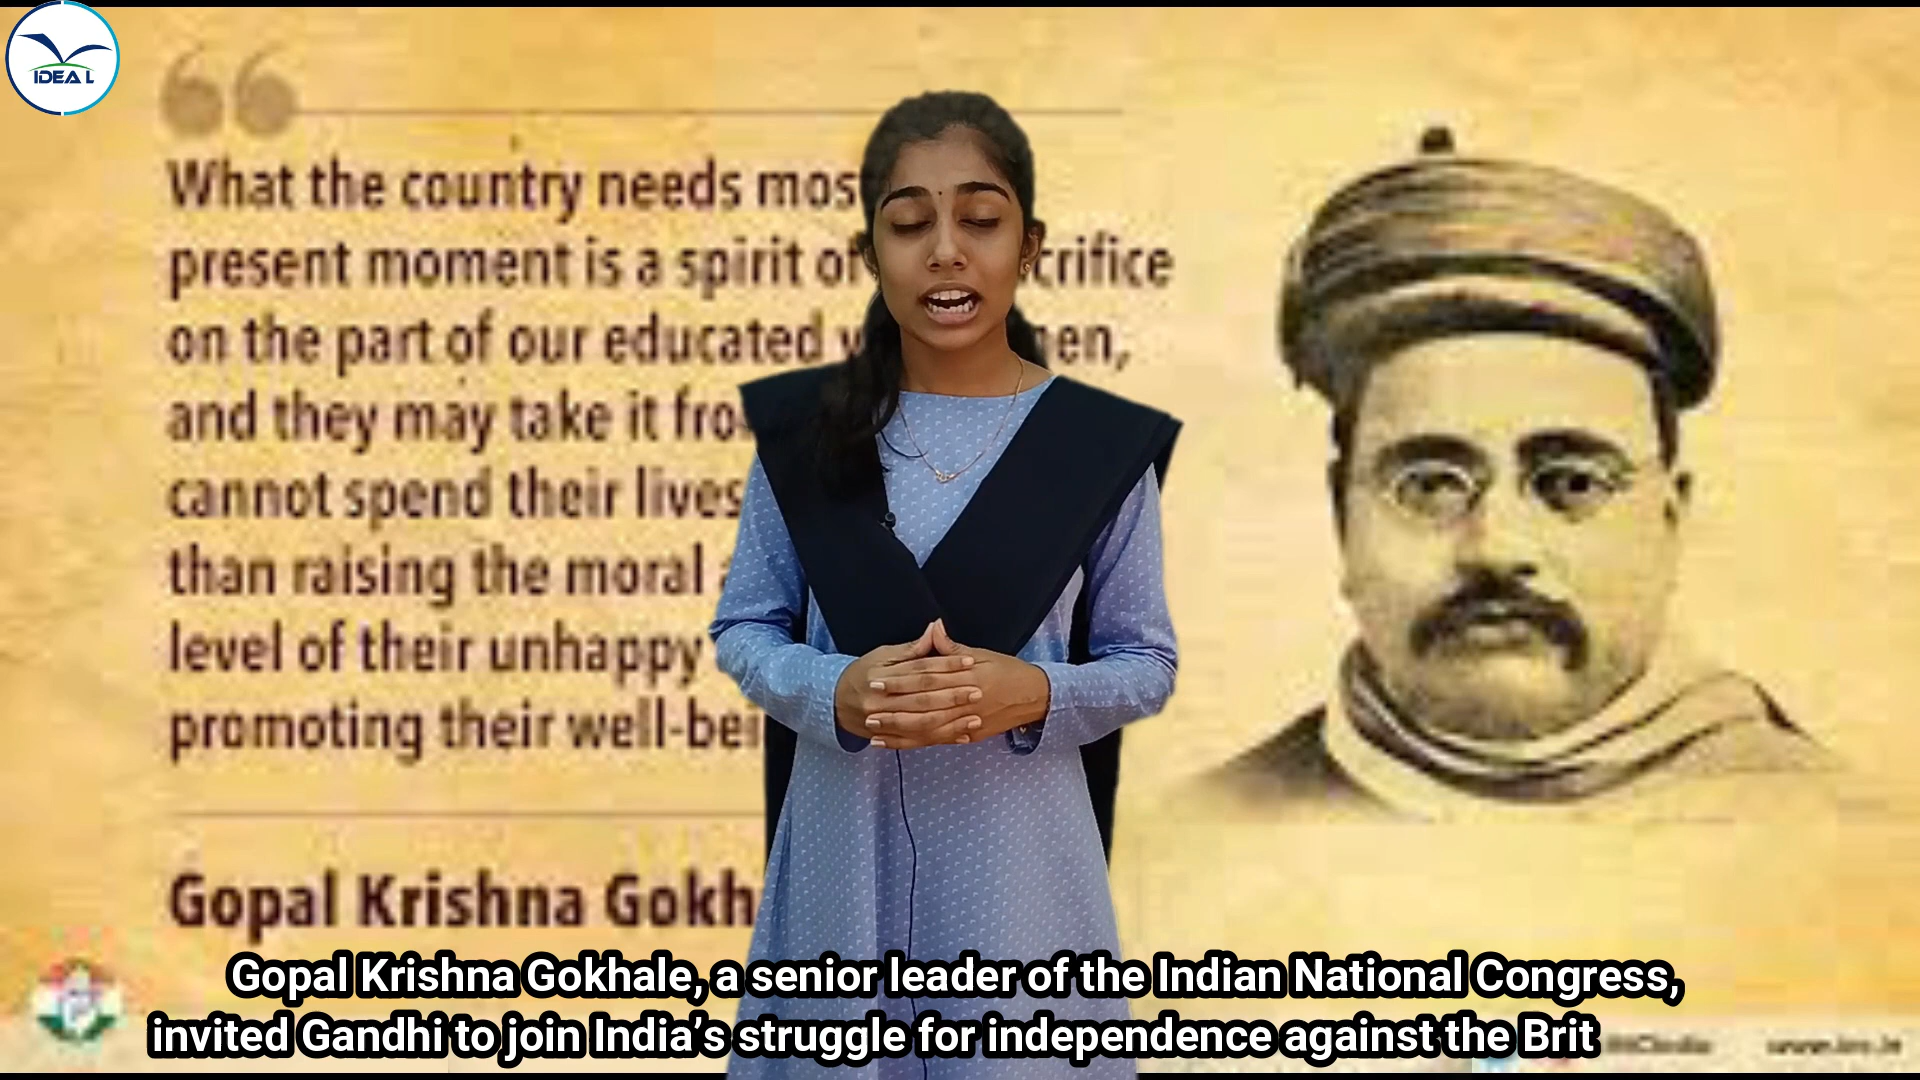 IDEAL
What the country needs mos
present moment is a spirit of crifice
on the part of our educated en,
and they may take it fro
cannot spend their lives
than raising the moral
level of their unhappy
promoting their well-bei
Gopal Krishna Gokh
Gopal Krishna Gokhale, a senior leader of the Indian National Congress,
invited Gandhi to join India's struggle for independence against the Brit